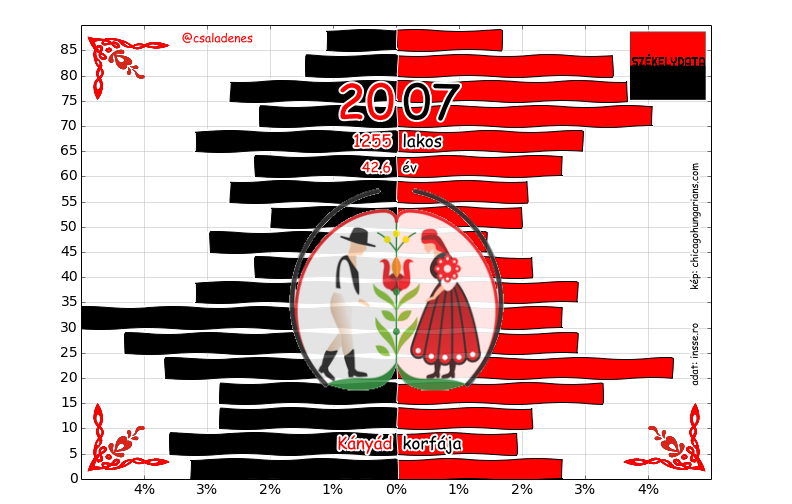 @csaladenes
SZÉKELYDATA
2007
1255 lakos
42.6 év
kép: chicagohungarians.com
adat: insse.ro
Kányád korfája
85
80
75
70
65
60
55
50
45
40
35
30
25
20
15
10
5
0
4% 3% 2% 1% 0% 1% 2% 3% 4%